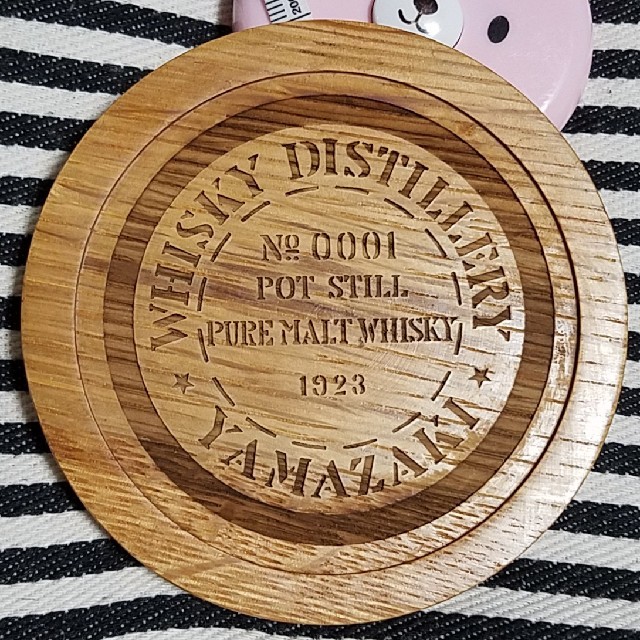 WHISKY DISTILLERY
Nº 0001
POT STILL
PURE MALT WHISKY
1923
★ YAMAZAKI ★